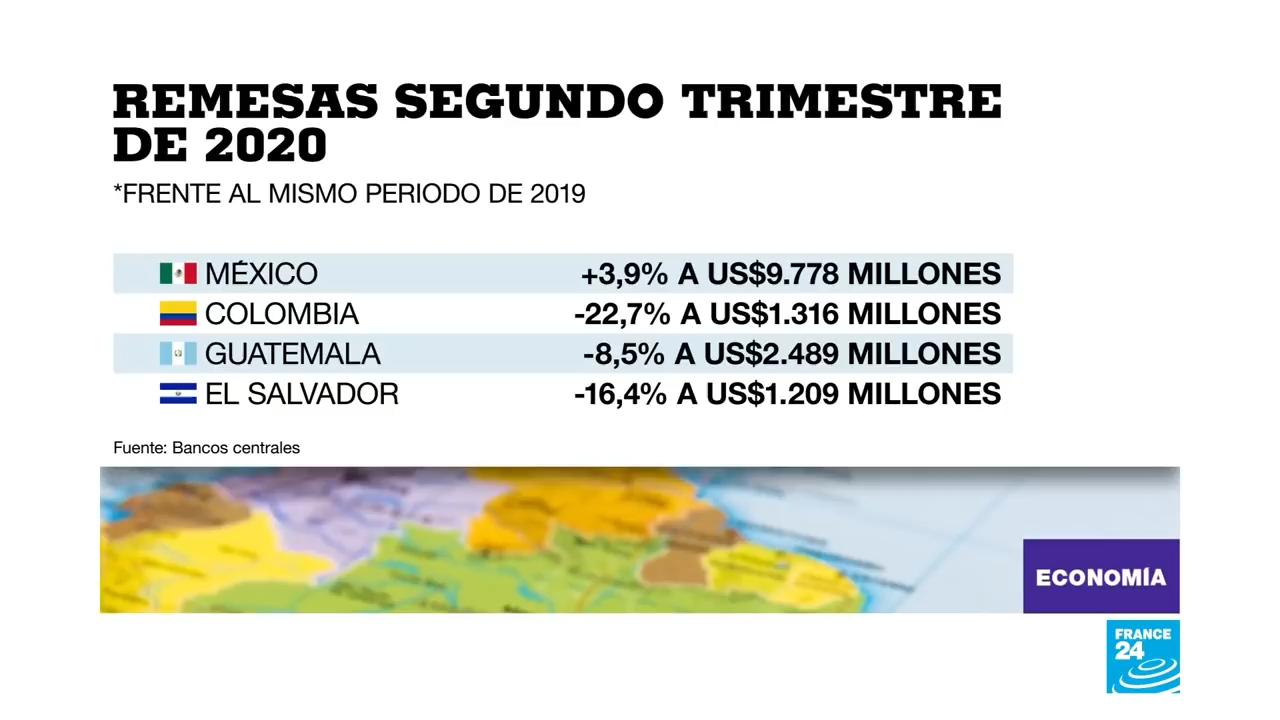 REMESAS SEGUNDO TRIMESTRE
DE 2020
*FRENTE AL MISMO PERIODO DE 2019
MÉXICO +3,9% A US$9.778 MILLONES
COLOMBIA -22,7% A US$1.316 MILLONES
GUATEMALA -8,5% A US$2.489 MILLONES
EL SALVADOR -16,4% A US$1.209 MILLONES
Fuente: Bancos centrales
ECONOMÍA
FRANCE
24